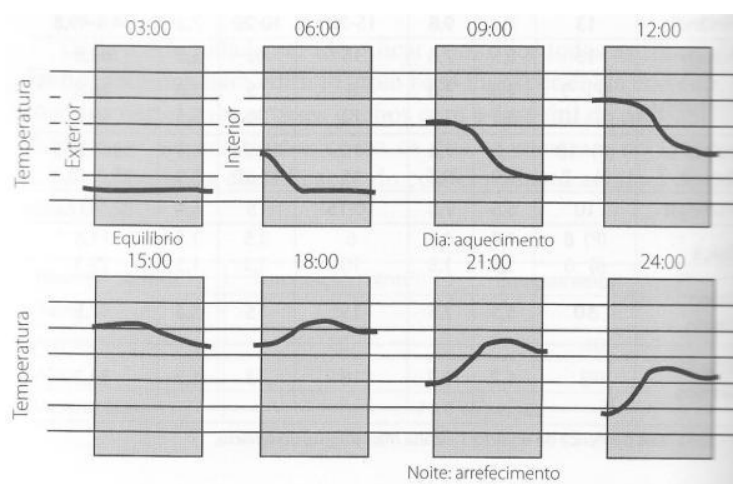 03:00 06:00 09:00 12:00
Temperatura
Exterior
Interior
Equilíbrio
Dia: aquecimento
15:00 18:00 21:00 24:00
Temperatura
Noite: arrefecimento